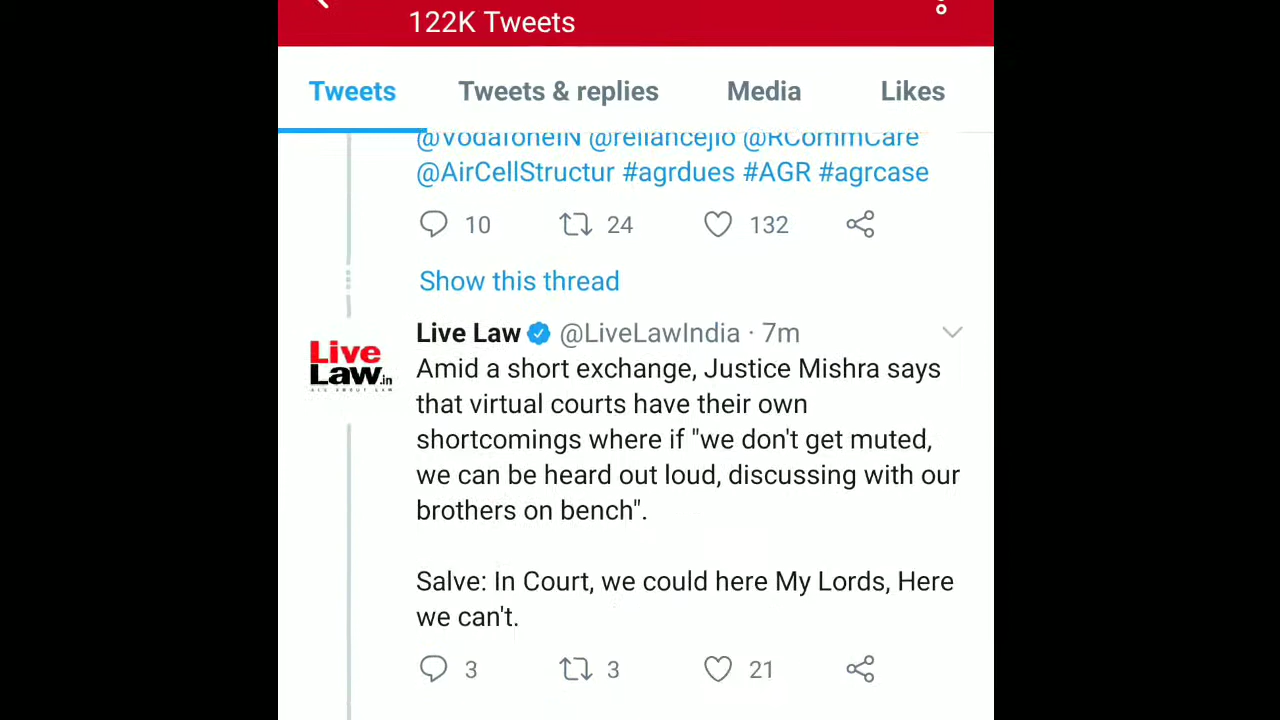 122K Tweets
Tweets Tweets & replies Media Likes
@VodafoneIN @reliancejio @RCommCare
@AirCellStructur #agrdues #AGR #agrcase
10 24 132
Show this thread
Live Law @LiveLawIndia · 7m
Live
Law.in
ALL ABOUT LAW
Amid a short exchange, Justice Mishra says
that virtual courts have their own
shortcomings where if "we don't get muted,
we can be heard out loud, discussing with our
brothers on bench".
Salve: In Court, we could here My Lords, Here
we can't.
3 3 21